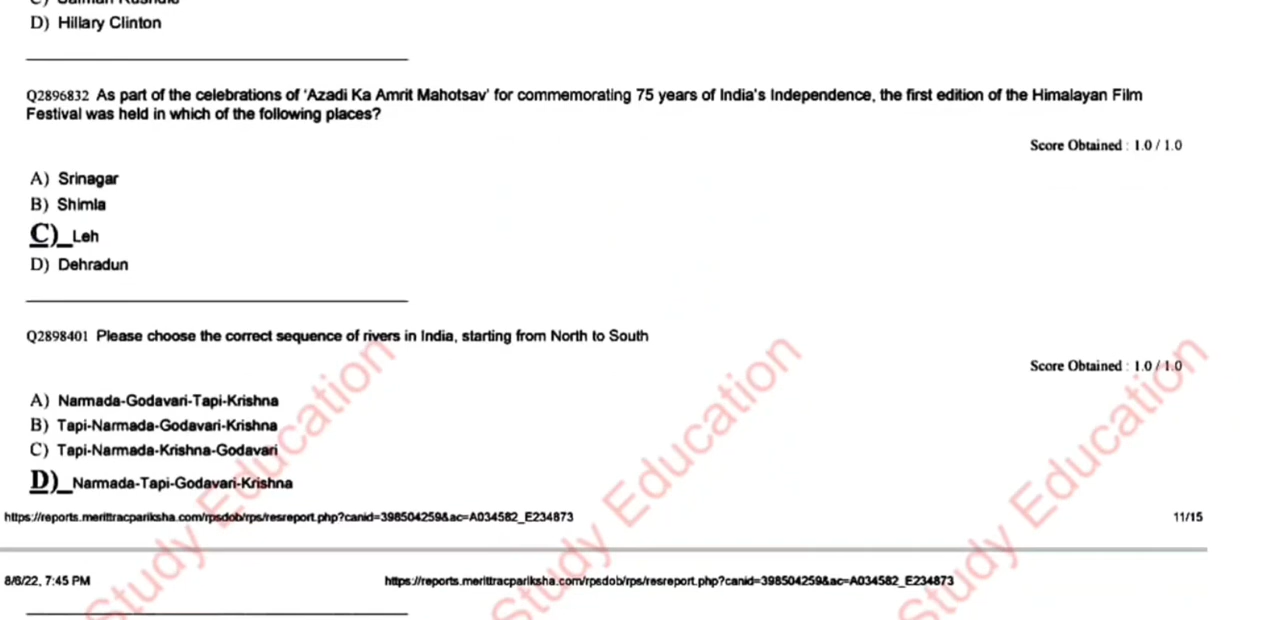 D) Hillary Clinton
Q2896832 As part of the celebrations of 'Azadi Ka Amrit Mahotsav' for commemorating 75 years of India's Independence, the first edition of the Himalayan Film
Festival was held in which of the following places?
Score Obtained : 1.0 / 1.0
A) Srinagar
B) Shimla
C) Leh
D) Dehradun
Q2898401 Please choose the correct sequence of rivers in India, starting from North to South
Score Obtained : 1.0 / 1.0
A) Narmada-Godavari-Tapi-Krishna
B) Tapi-Narmada-Godavari-Krishna
C) Tapi-Narmada-Krishna-Godavari
D) Narmada-Tapi-Godavari-Krishna
https://reports.merittracpariksha.com/rpsdob/rps/resreport.php?canid=398504259&ac=A034582_E234873
11/15
8/6/22, 7:45 PM
https://reports.merittracpariksha.com/rpsdob/rps/resreport.php?canid=398504259&ac=A034582_E234873
Study Education
Study Education
Study Education